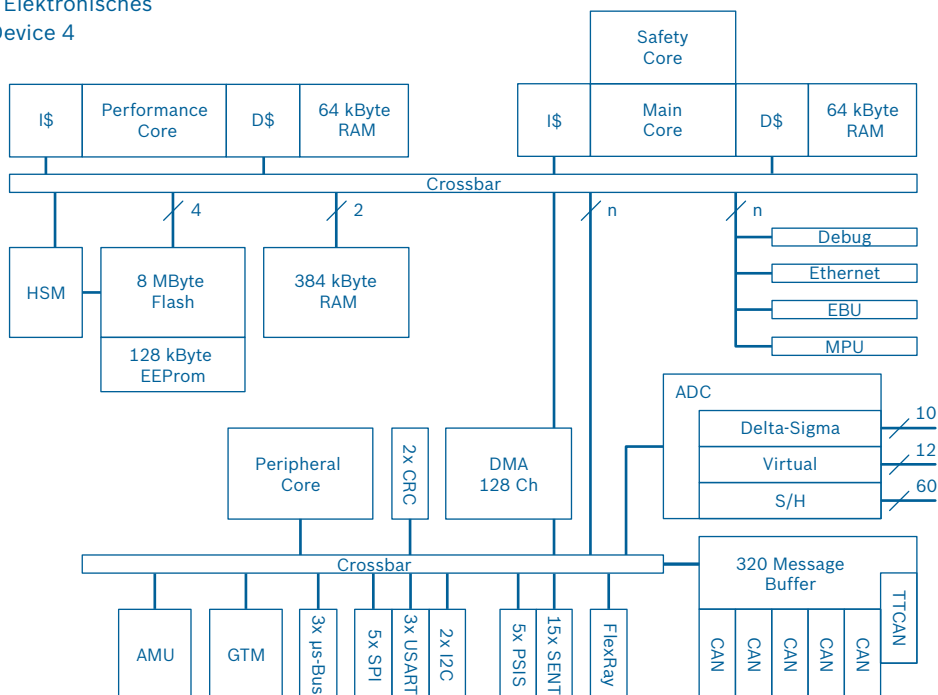 Elektronisches
Device 4
Safety
Core
I$
Performance
Core
D$
64 kByte
RAM
I$
Main
Core
D$
64 kByte
RAM
Crossbar
4
2
n
n
HSM
8 MByte
Flash
384 kByte
RAM
Debug
Ethernet
EBU
MPU
128 kByte
EEProm
ADC
Delta-Sigma
10
Virtual
12
S/H
60
Peripheral
Core
2x CRC
DMA
128 Ch
Crossbar
320 Message
Buffer
TTCAN
AMU
GTM
3x µs-Bus
5x SPI
3x USART
2x I2C
5x PSIS
15x SENT
FlexRay
CAN
CAN
CAN
CAN
CAN